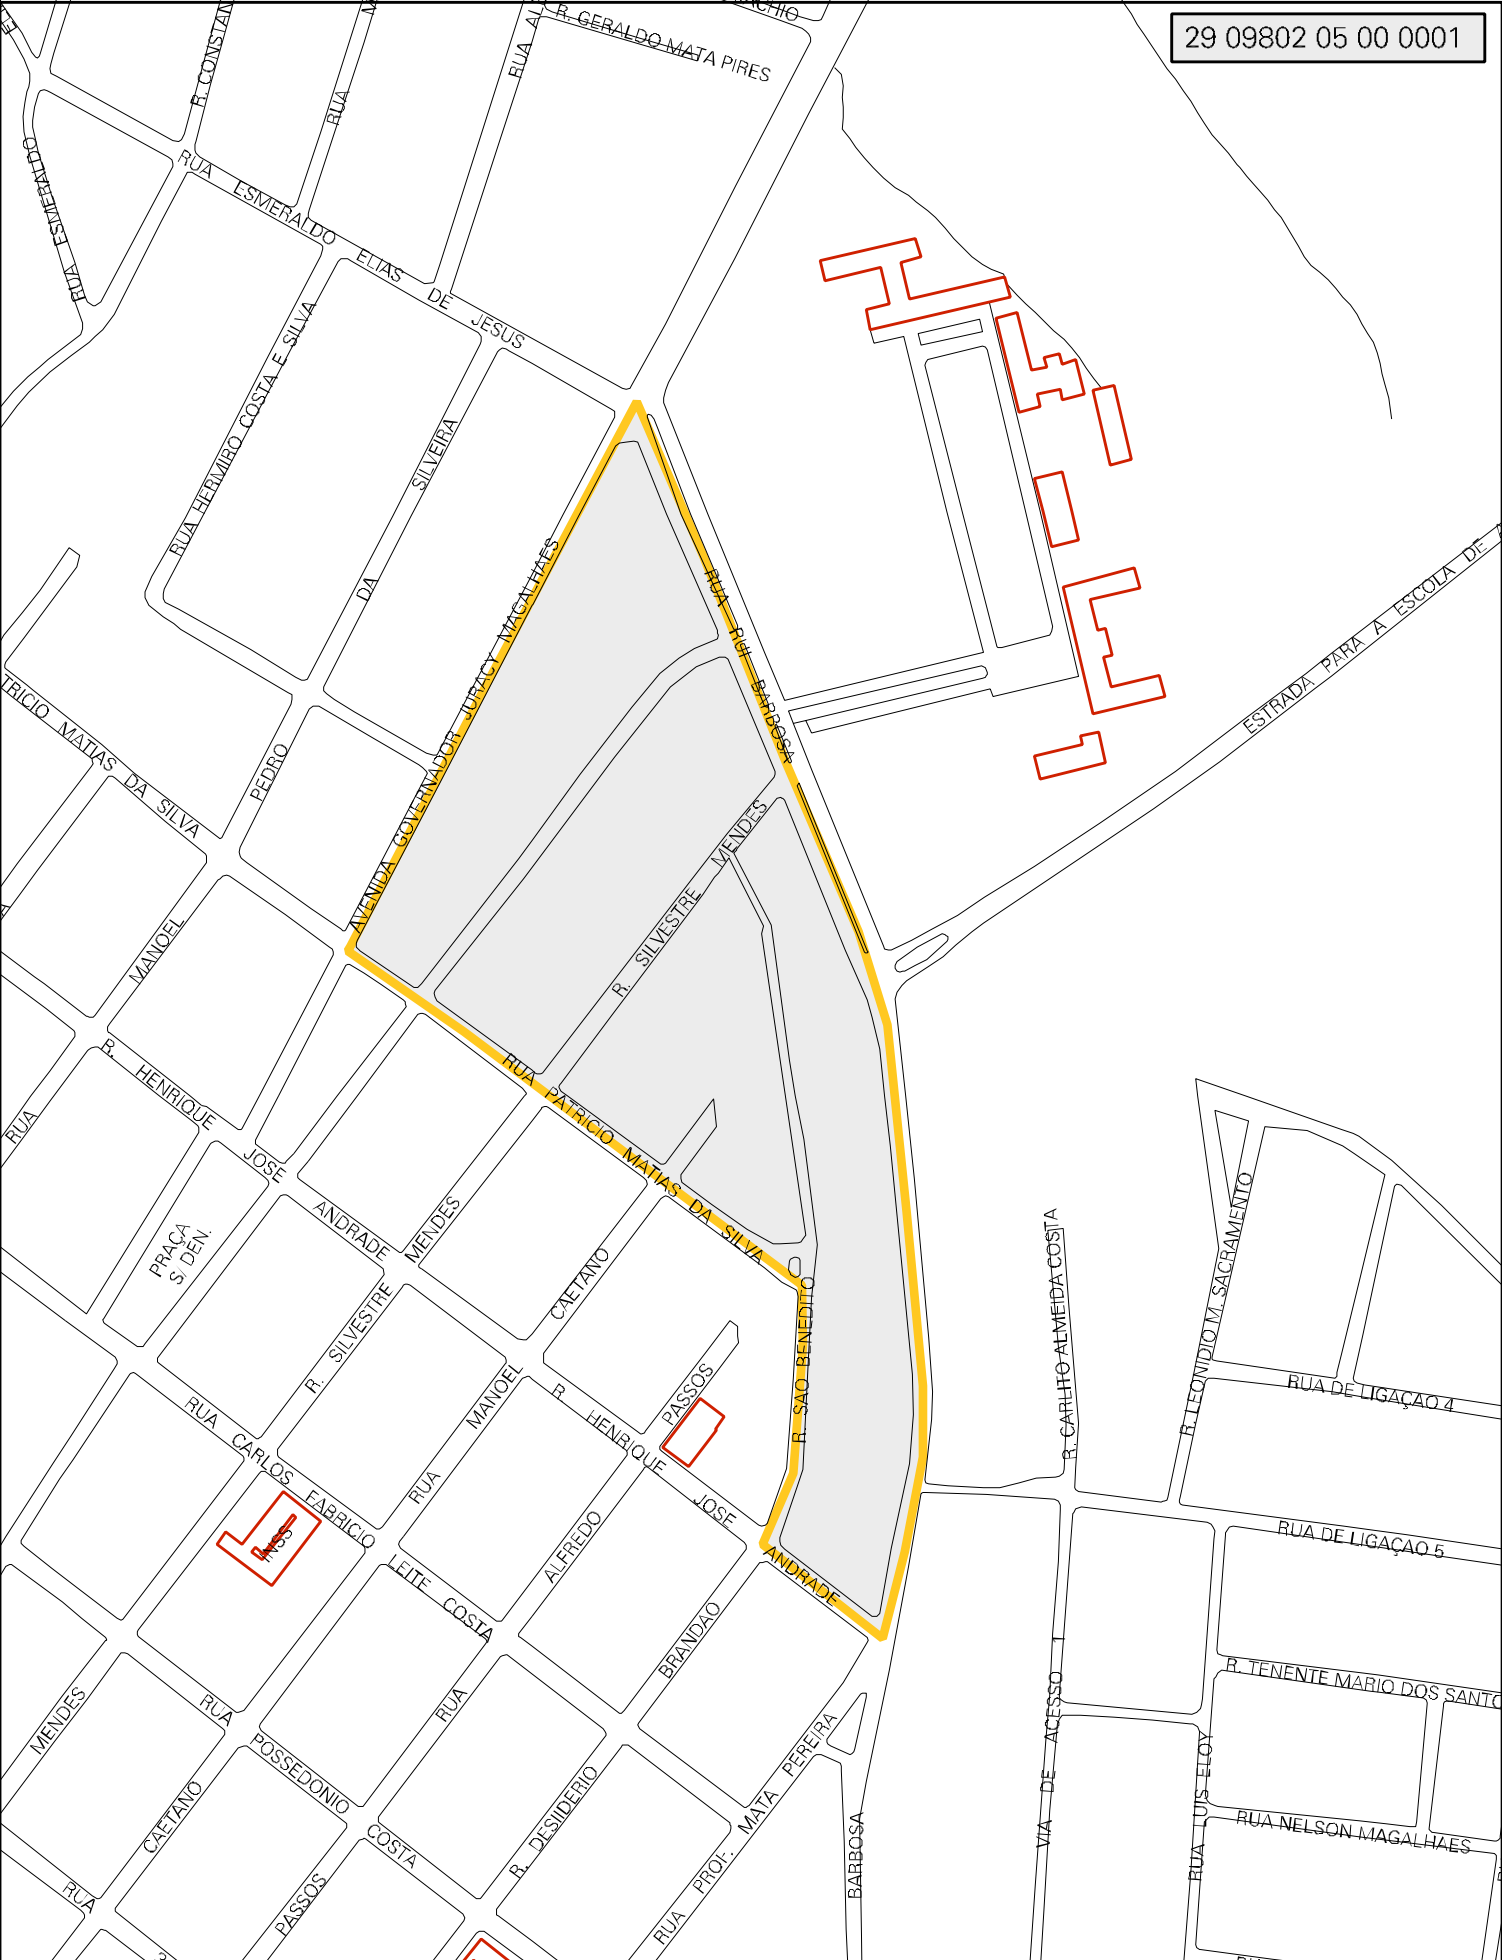 29 09802 05 00 0001
R. GERALDO MATA PIRES
RUA
RUA
RUA ESMERALDO
RUA ESMERALDO ELIAS DE JESUS
RUA HERMIRO COSTA E SILVA
PEDRO DA SILVEIRA
AVENIDA GOVERNADOR JURACY MAGALHAES
RUA RUI BARBOSA
ESTRADA PARA A ESCOLA DE
MATIAS DA SILVA
R. SILVESTRE MENDES
RUA MANOEL
RUA PATRICIO MATIAS DA SILVA
R. HENRIQUE JOSE ANDRADE
PRAÇA
S/ DEN.
R. SILVESTRE MENDES
RUA MANOEL CAETANO
R. SAO BENEDITO
R. HENRIQUE JOSE ANDRADE
RUA ALFREDO PASSOS
RUA CARLOS FABRICIO LEITE COSTA
INSS
R. CARLITO ALMEIDA COSTA
R. LEONIDIO M. SACRAMENTO
RUA DE LIGAÇAO 4
RUA DE LIGAÇAO 5
R. TENENTE MARIO DOS SANTO
RUA NELSON MAGALHAES
VIA DE ACESSO 1
RUA LUIS ELOY
R. DESIIDERIO BRANDAO
RUA PROF. MATA PEREIRA
BARBOSA
RUA POSSEDONIO COSTA
MENDES
CAETANO
PASSOS
RUA